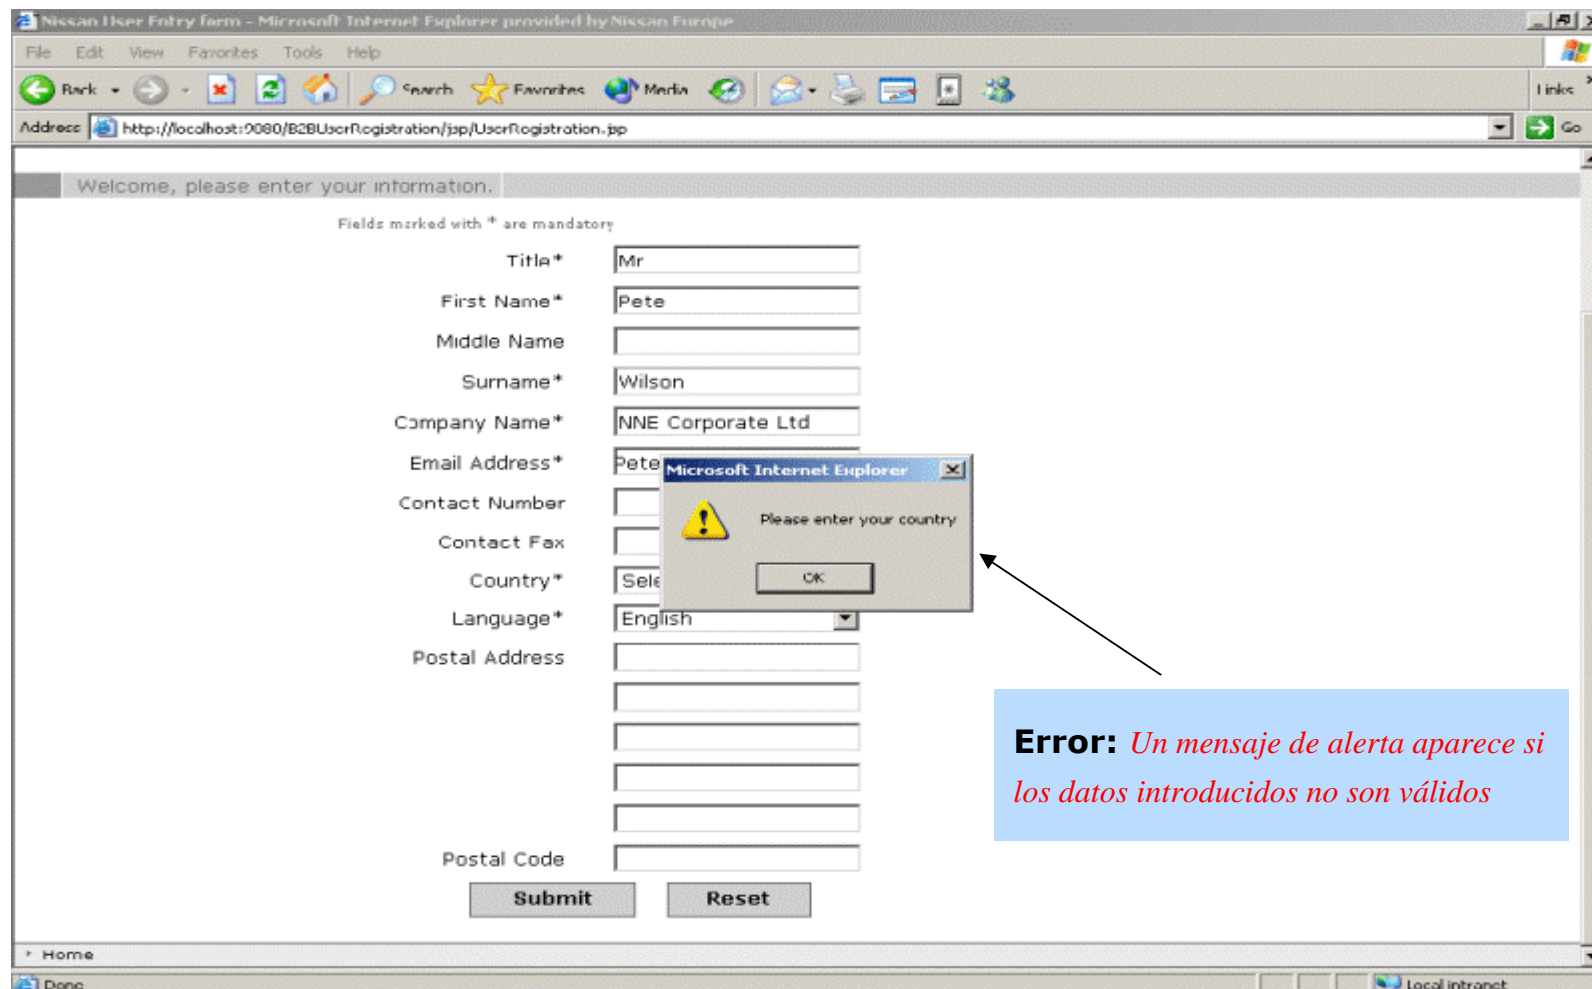 Nissan User Entry form - Microsoft Internet Explorer provided by Nissan Europe
File Edit View Favorites Tools Help
Back Search Favorites Media Links
Address http://localhost:9080/B2BUserRegistration/jsp/UserRegistration.jsp Go
Welcome, please enter your information.
Fields marked with * are mandatory
Title* Mr
First Name* Pete
Middle Name
Surname* Wilson
Company Name* NNE Corporate Ltd
Email Address* Pete
Microsoft Internet Explorer
Contact Number
Please enter your country
Contact Fax
Country* Sele
OK
Language* English
Postal Address
Error: Un mensaje de alerta aparece si
los datos introducidos no son válidos
Postal Code
Submit Reset
Home
Done Local intranet